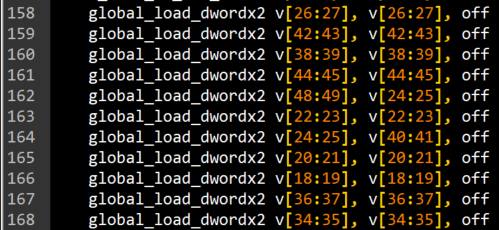 158 global_load_dwordx2 v[26:27], v[26:27], off
159 global_load_dwordx2 v[42:43], v[42:43], off
160 global_load_dwordx2 v[38:39], v[38:39], off
161 global_load_dwordx2 v[44:45], v[44:45], off
162 global_load_dwordx2 v[48:49], v[24:25], off
163 global_load_dwordx2 v[22:23], v[22:23], off
164 global_load_dwordx2 v[24:25], v[40:41], off
165 global_load_dwordx2 v[20:21], v[20:21], off
166 global_load_dwordx2 v[18:19], v[18:19], off
167 global_load_dwordx2 v[36:37], v[36:37], off
168 global_load_dwordx2 v[34:35], v[34:35], off